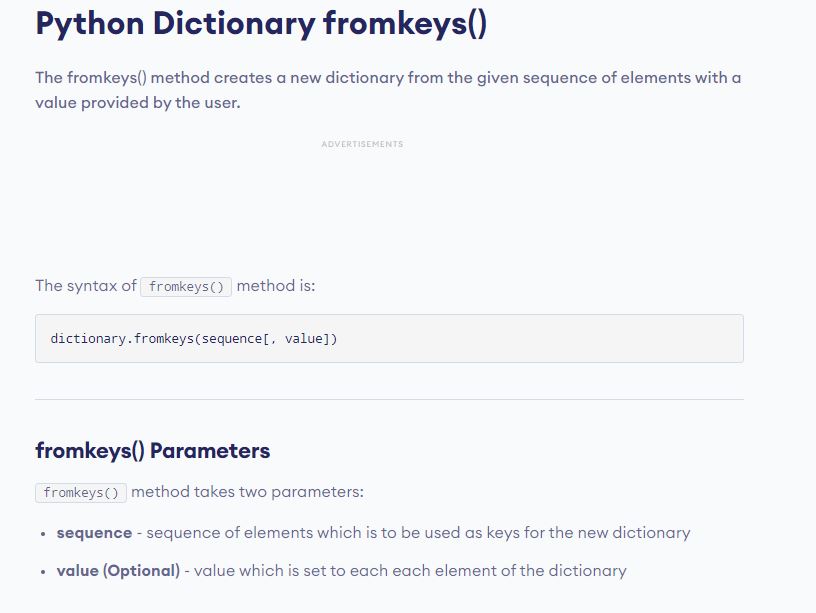 Python Dictionary fromkeys()
The fromkeys() method creates a new dictionary from the given sequence of elements with a
value provided by the user.
ADVERTISEMENTS
The syntax of fromkeys() method is:
dictionary.fromkeys(sequence[, value])
fromkeys() Parameters
fromkeys() method takes two parameters:
• sequence - sequence of elements which is to be used as keys for the new dictionary
• value (Optional) - value which is set to each each element of the dictionary